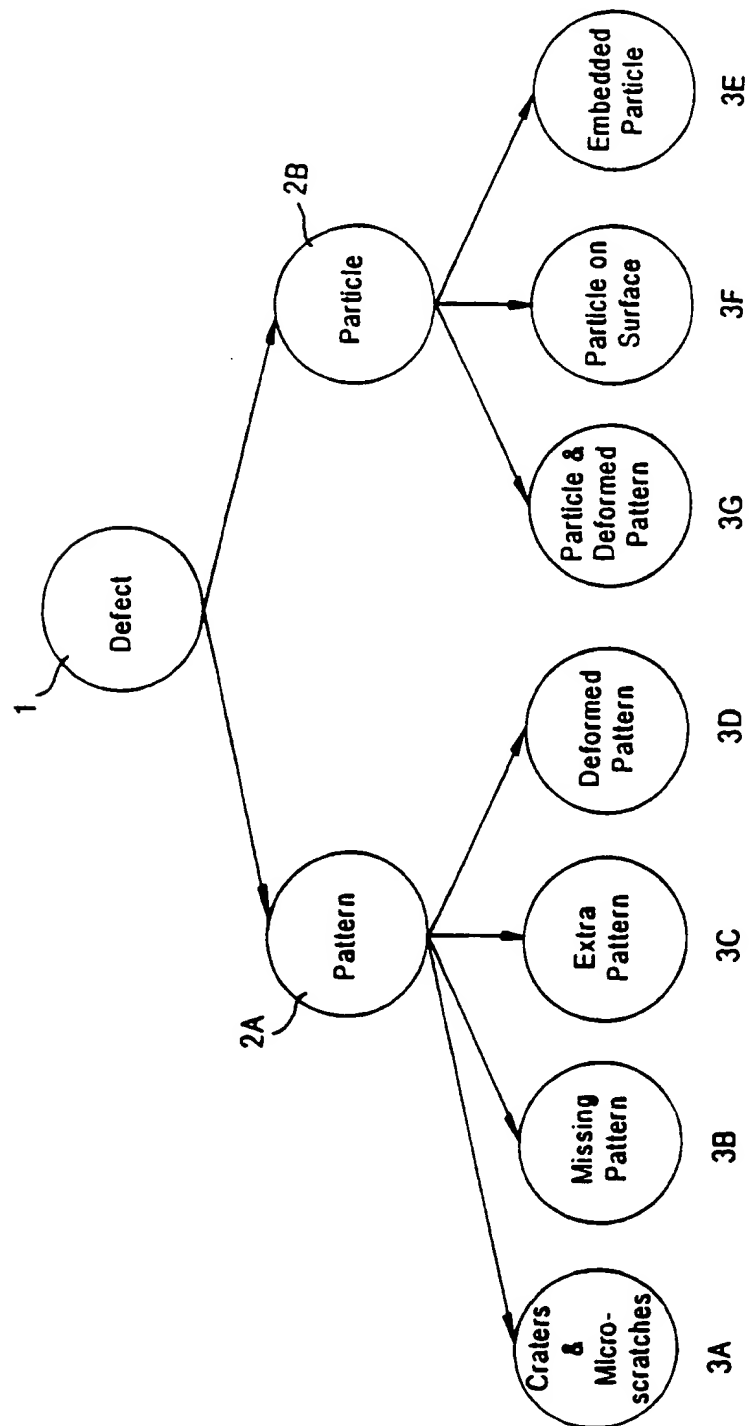 1
Defect
2A
Pattern
2B
Particle
Craters
&
Micro-
scratches
Missing
Pattern
Extra
Pattern
Deformed
Pattern
Particle &
Deformed
Pattern
Particle on
Surface
Embedded
Particle
3A
3B
3C
3D
3G
3F
3E